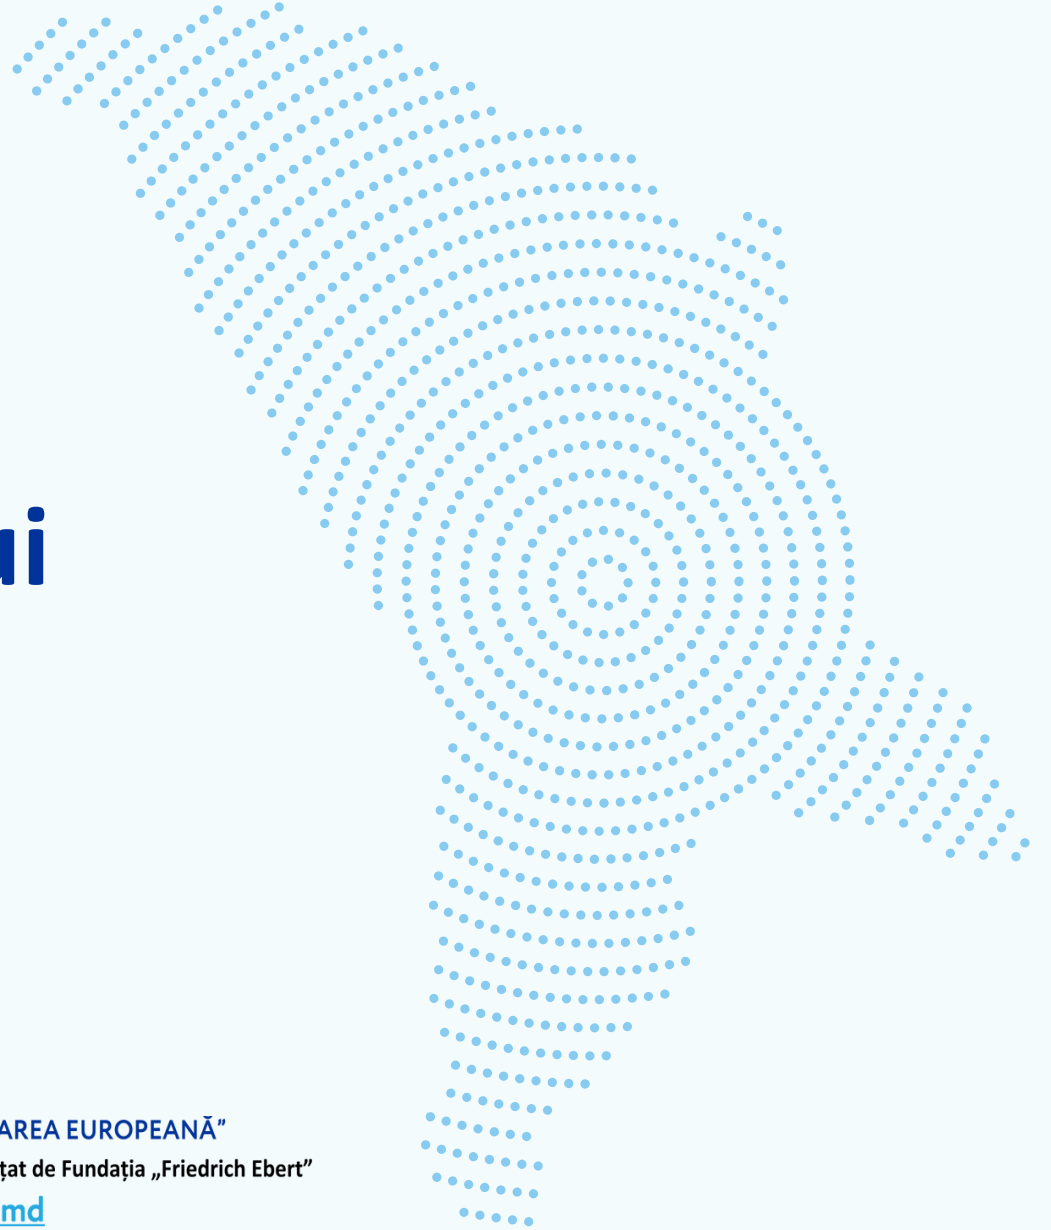 ui
AREA EUROPEANĂ”
țat de Fundația „Friedrich Ebert”
md